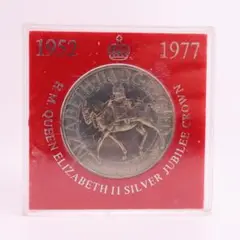 1952 1977
H.M. QUEEN ELIZABETH II SILVER JUBILEE CROWN